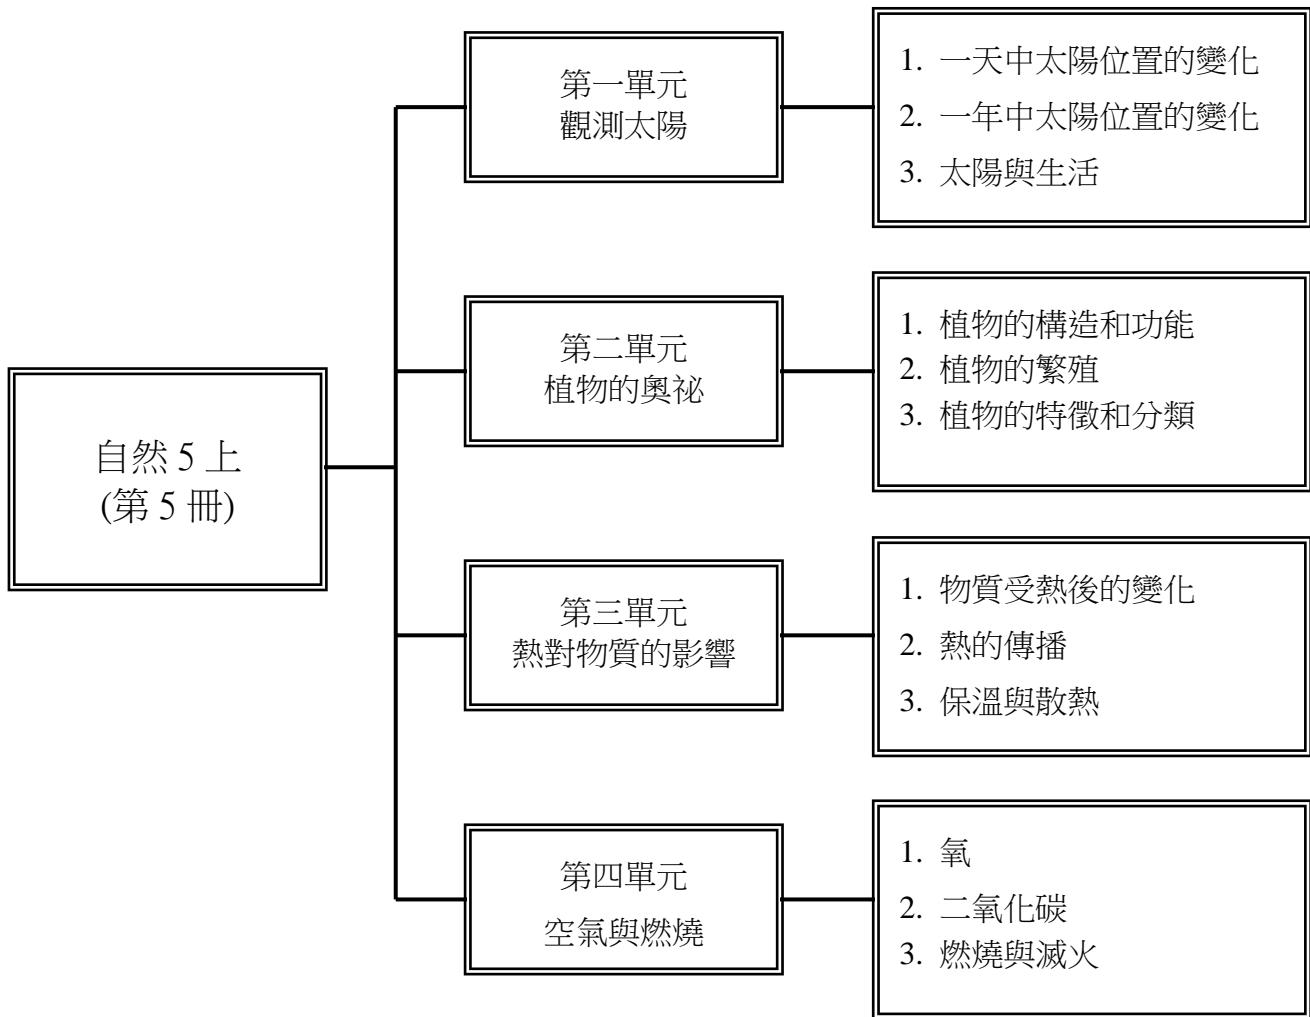 自然 5 上
(第 5 冊)
第一單元
觀測太陽
1. 一天中太陽位置的變化
2. 一年中太陽位置的變化
3. 太陽與生活
第二單元
植物的奧祕
1. 植物的構造和功能
2. 植物的繁殖
3. 植物的特徵和分類
第三單元
熱對物質的影響
1. 物質受熱後的變化
2. 熱的傳播
3. 保溫與散熱
第四單元
空氣與燃燒
1. 氧
2. 二氧化碳
3. 燃燒與滅火